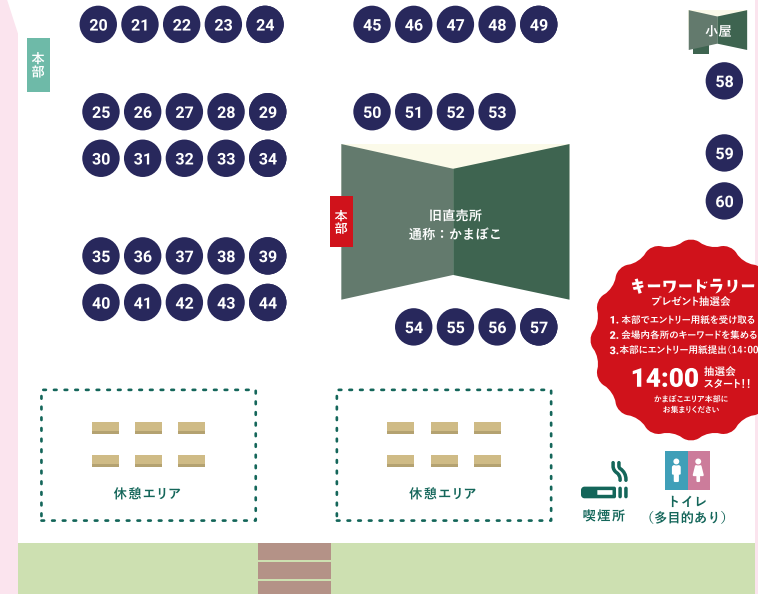 20 21 22 23 24
45 46 47 48 49
小屋
本部
58
25 26 27 28 29
50 51 52 53
30 31 32 33 34
59
60
本部
旧直売所
通称：かまぼこ
35 36 37 38 39
40 41 42 43 44
54 55 56 57
キーワードラリー
プレゼント抽選会
1. 本部でエントリー用紙を受け取る
2. 会場内各所のキーワードを集める
3. 本部にエントリー用紙提出（14:00
14:00 抽選会
スタート!!
かまぼこエリア本部に
お集まりください
休憩エリア
休憩エリア
喫煙所
トイレ
（多目的あり）